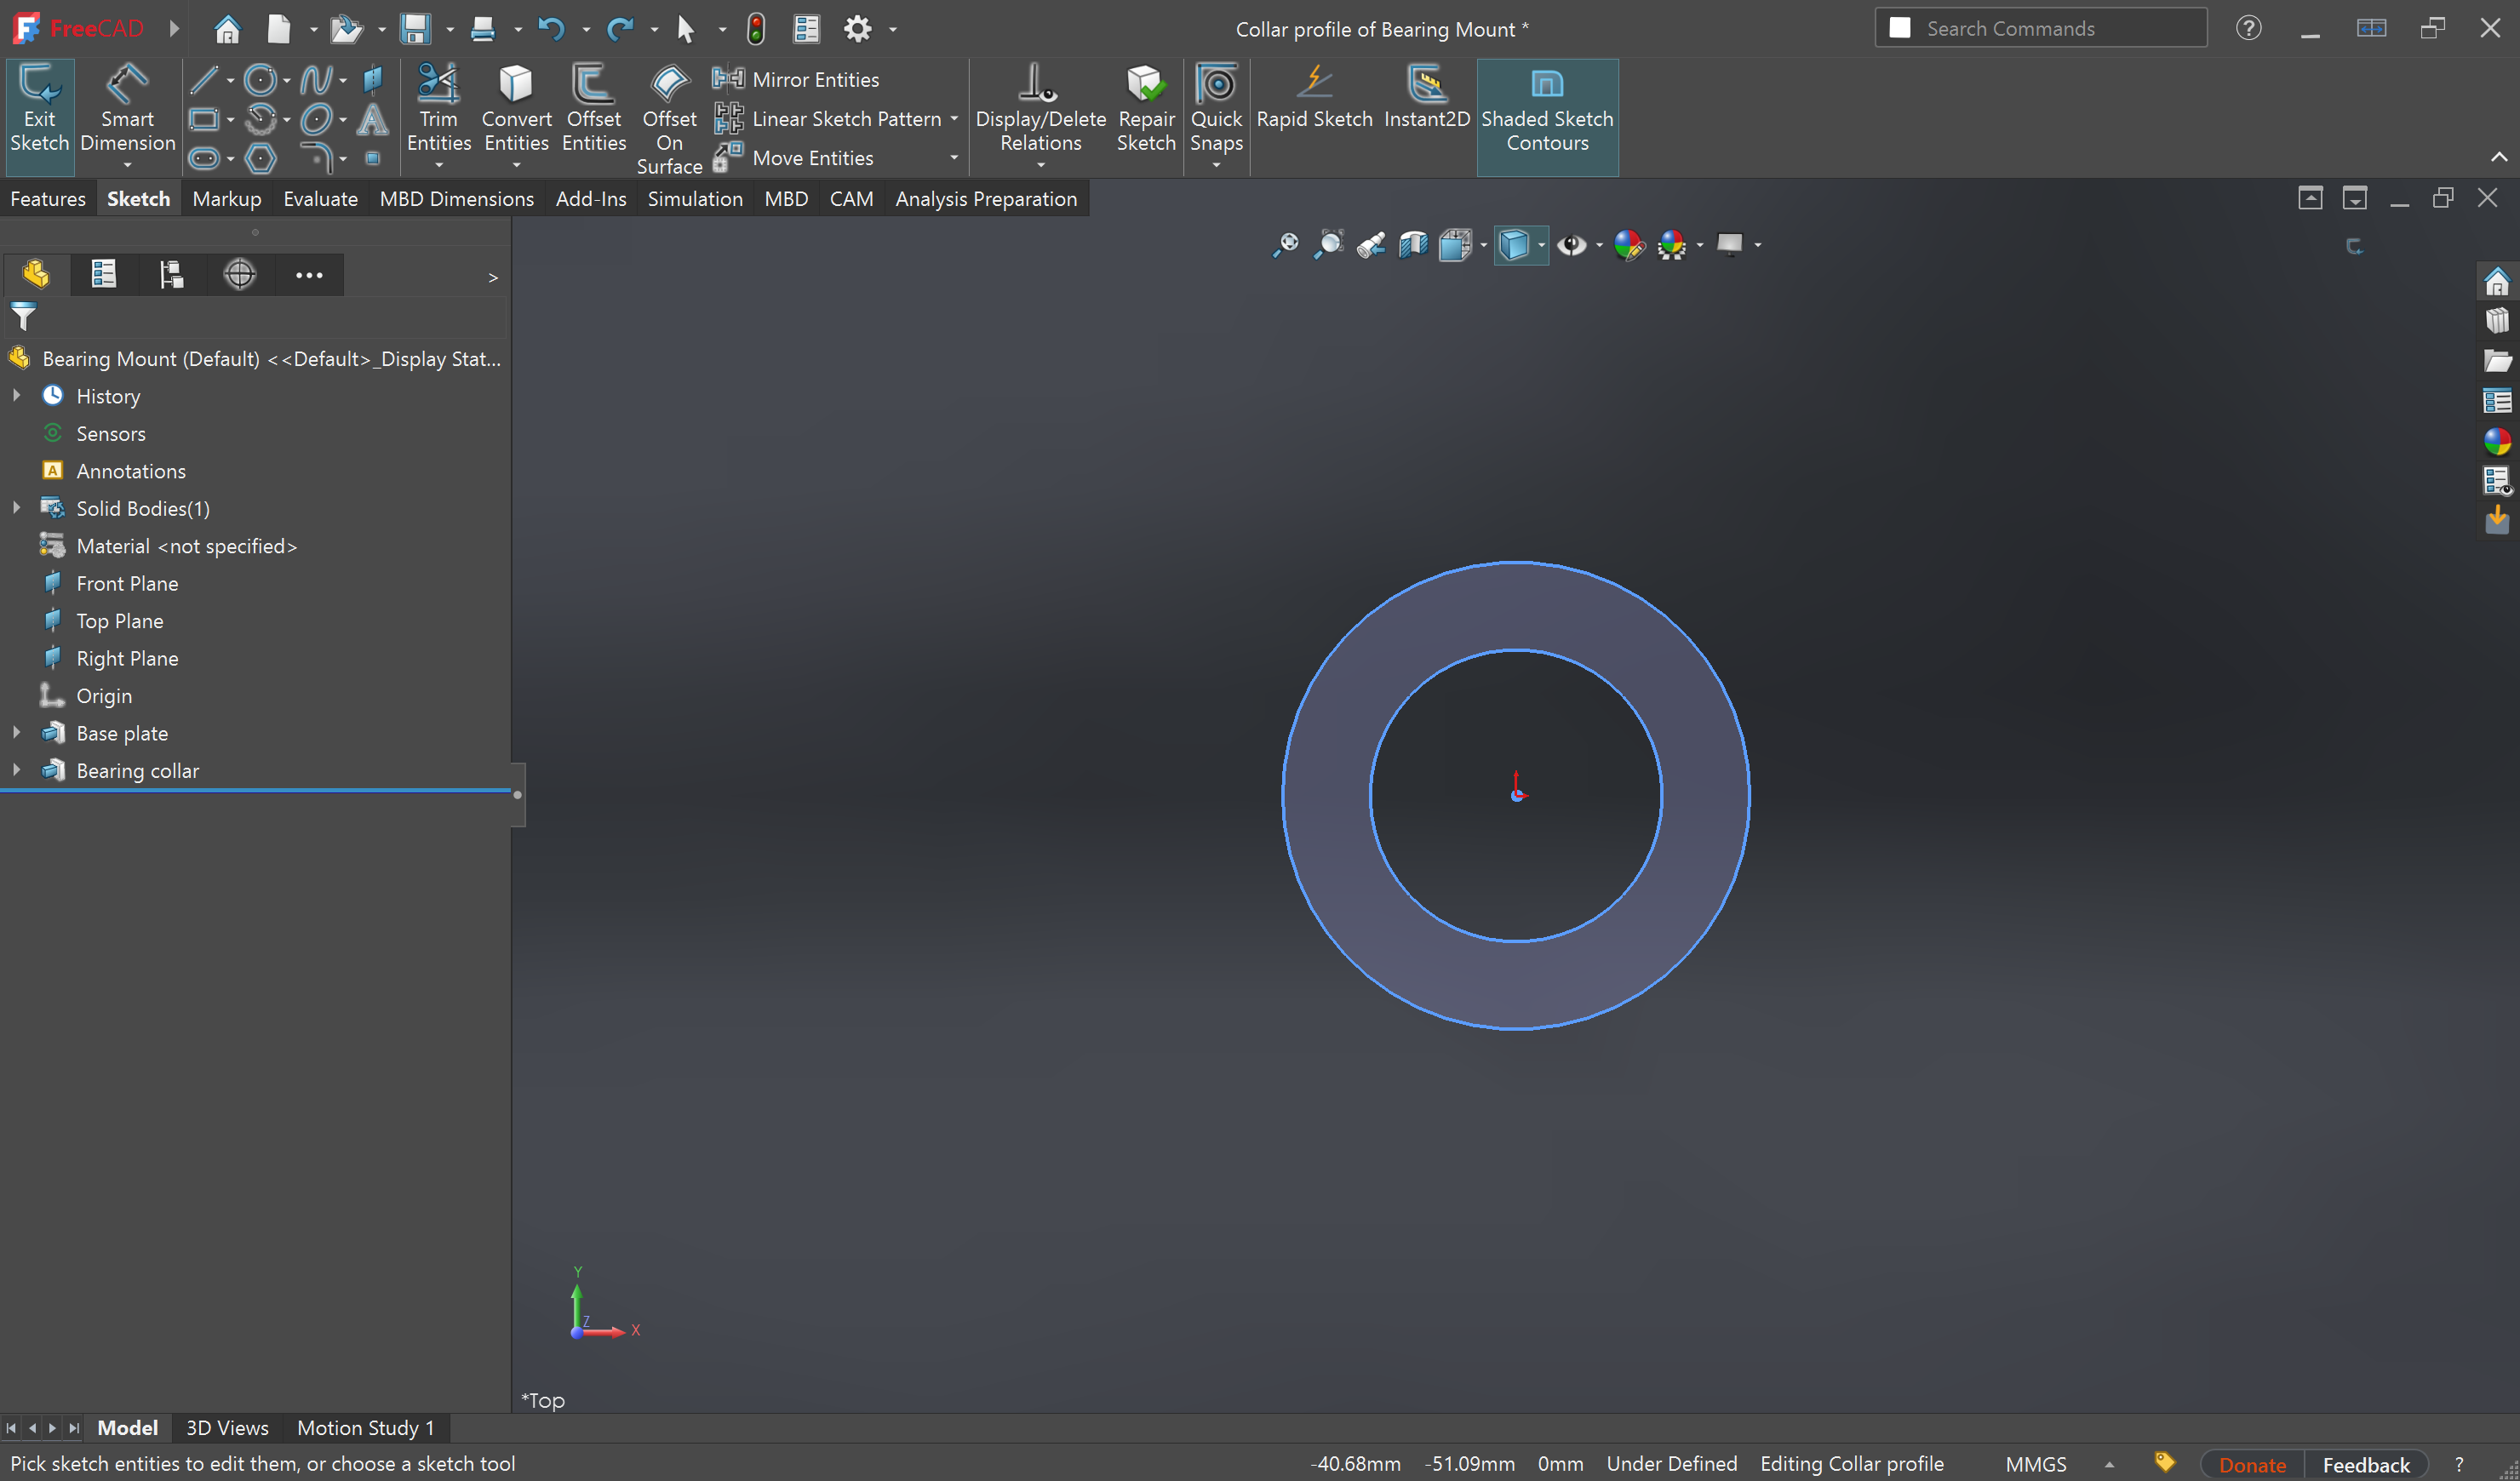 FreeCAD
Collar profile of Bearing Mount *
Search Commands
Exit Sketch
Smart Dimension
Trim Entities
Convert Entities
Offset Entities
Offset On Surface
Mirror Entities
Linear Sketch Pattern
Move Entities
Display/Delete Relations
Repair Sketch
Quick Snaps
Rapid Sketch
Instant2D
Shaded Sketch Contours
Features Sketch Markup Evaluate MBD Dimensions Add-Ins Simulation MBD CAM Analysis Preparation
Bearing Mount (Default) <<Default>_Display Stat...
History
Sensors
Annotations
Solid Bodies(1)
Material <not specified>
Front Plane
Top Plane
Right Plane
Origin
Base plate
Bearing collar
Y
Z
X
*Top
Model 3D Views Motion Study 1
Pick sketch entities to edit them, or choose a sketch tool
-40.68mm -51.09mm 0mm Under Defined Editing Collar profile MMGS Donate Feedback ?